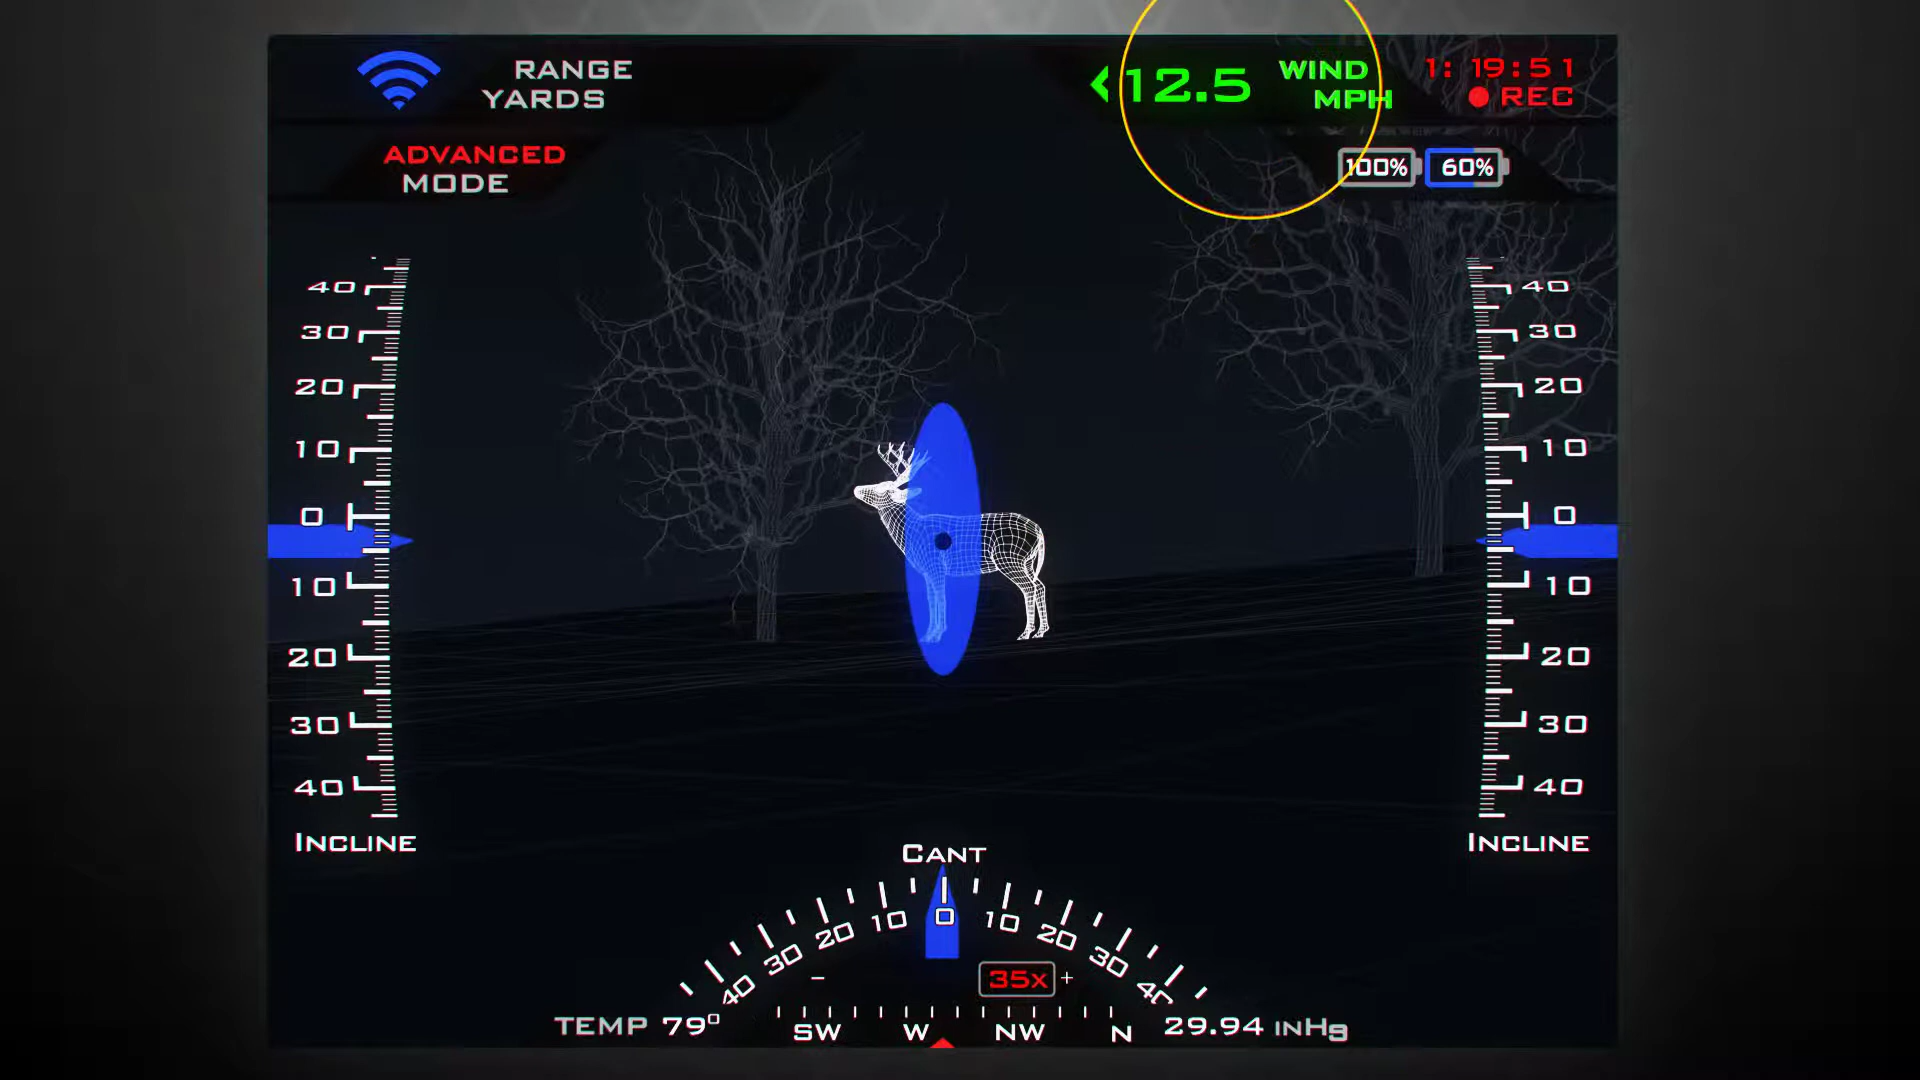 RANGE
YARDS
ADVANCED
MODE
12.5
WIND
MPH
1: 19:51
REC
100%
60%
40
30
20
10
0
10
20
30
40
INCLINE
40
30
20
10
0
10
20
30
40
INCLINE
CANT
40 30 20 10 0 10 20 30 40
− 35x +
TEMP 79°
SW W NW N
29.94 INHg